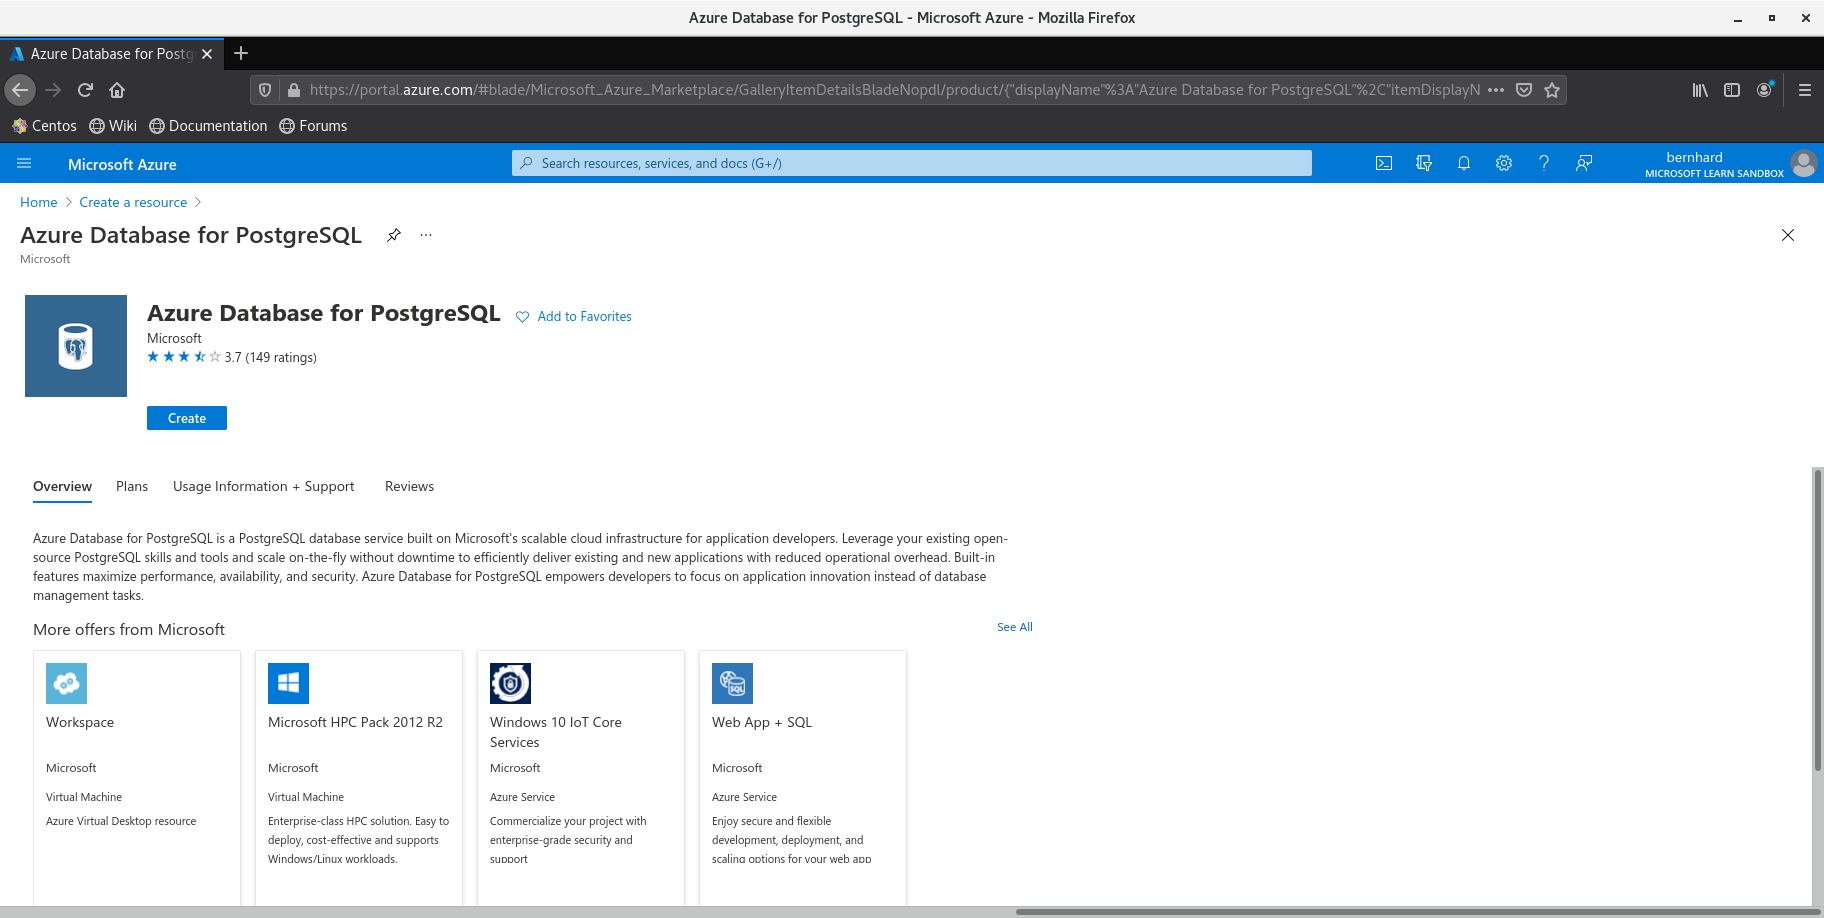 Azure Database for PostgreSQL - Microsoft Azure - Mozilla Firefox
Azure Database for Postg
https://portal.azure.com/#blade/Microsoft_Azure_Marketplace/GalleryItemDetailsBladeNopdl/product/{"displayName"%3A"Azure Database for PostgreSQL"%2C"itemDisplayN
Centos Wiki Documentation Forums
Microsoft Azure
Search resources, services, and docs (G+/)
bernhard
MICROSOFT LEARN SANDBOX
Home > Create a resource >
Azure Database for PostgreSQL
Microsoft
Azure Database for PostgreSQL
Add to Favorites
Microsoft
3.7 (149 ratings)
Create
Overview Plans Usage Information + Support Reviews
Azure Database for PostgreSQL is a PostgreSQL database service built on Microsoft's scalable cloud infrastructure for application developers. Leverage your existing open-
source PostgreSQL skills and tools and scale on-the-fly without downtime to efficiently deliver existing and new applications with reduced operational overhead. Built-in
features maximize performance, availability, and security. Azure Database for PostgreSQL empowers developers to focus on application innovation instead of database
management tasks.
More offers from Microsoft
See All
Workspace
Microsoft
Virtual Machine
Azure Virtual Desktop resource
Microsoft HPC Pack 2012 R2
Microsoft
Virtual Machine
Enterprise-class HPC solution. Easy to
deploy, cost-effective and supports
Windows/Linux workloads.
Windows 10 IoT Core
Services
Microsoft
Azure Service
Commercialize your project with
enterprise-grade security and
support
SQL
Web App + SQL
Microsoft
Azure Service
Enjoy secure and flexible
development, deployment, and
scaling options for your web app